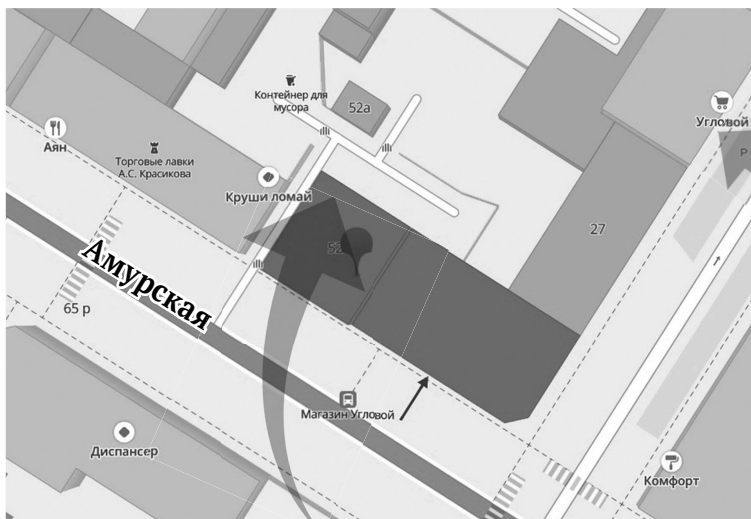 Контейнер для
мусора
52а
Угловой
P
Аян
Торговые лавки
А.С. Красикова
Круши ломай
27
Амурская
65 р
Магазин Угловой
Диспансер
Комфорт